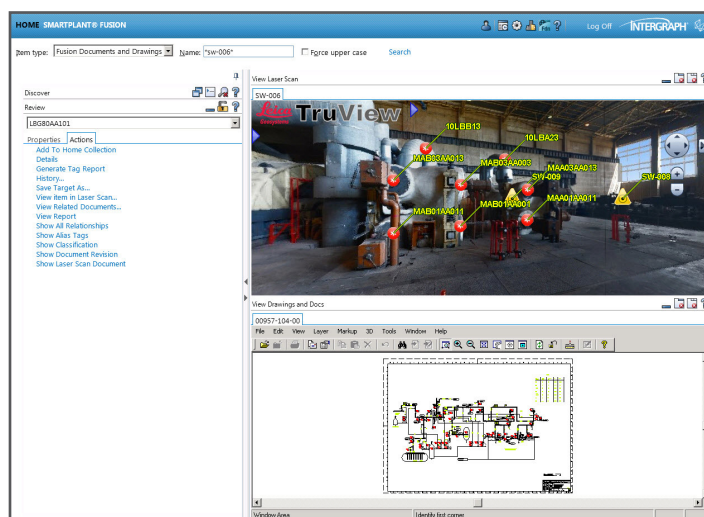 HOME SMARTPLANT® FUSION
Log Off INTERGRAPH®
Item type: Fusion Documents and Drawings Name: *sw-006* Force upper case Search
Discover
Review
LBG80AA101
Properties Actions
Add To Home Collection
Details
Generate Tag Report
History...
Save Target As...
View item in Laser Scan...
View Related Documents...
View Report
Show All Relationships
Show Alias Tags
Show Classification
Show Document Revision
Show Laser Scan Document
View Laser Scan
SW-006
Leica Geosystems TruView
10LBB13
10LBA23
MAB03AA013
MAB03AA003
MAA03AA013
SW-009
SW-008
MAB01AA011
MAB01AA001
MAA01AA011
View Drawings and Docs
00957-104-00
File Edit View Layer Markup 3D Tools Window Help
Window Area Identify first corner